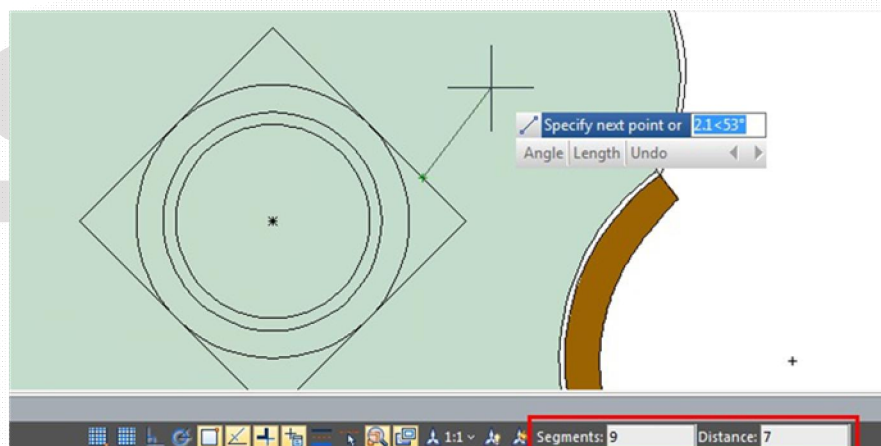 Specify next point or 2.1<53°
Angle Length Undo
1:1 Segments: 9 Distance: 7